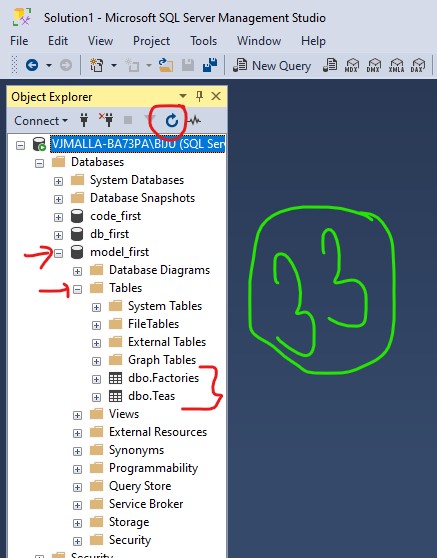 Solution1 - Microsoft SQL Server Management Studio
File Edit View Project Tools Window Help
New Query MDX DMX XMLA DAX
Object Explorer
Connect
VJMALLA-BA73PA\BIJU (SQL Ser
Databases
System Databases
Database Snapshots
code_first
db_first
model_first
Database Diagrams
Tables
System Tables
FileTables
External Tables
Graph Tables
dbo.Factories
dbo.Teas
Views
External Resources
Synonyms
Programmability
Query Store
Service Broker
Storage
Security
Security
33